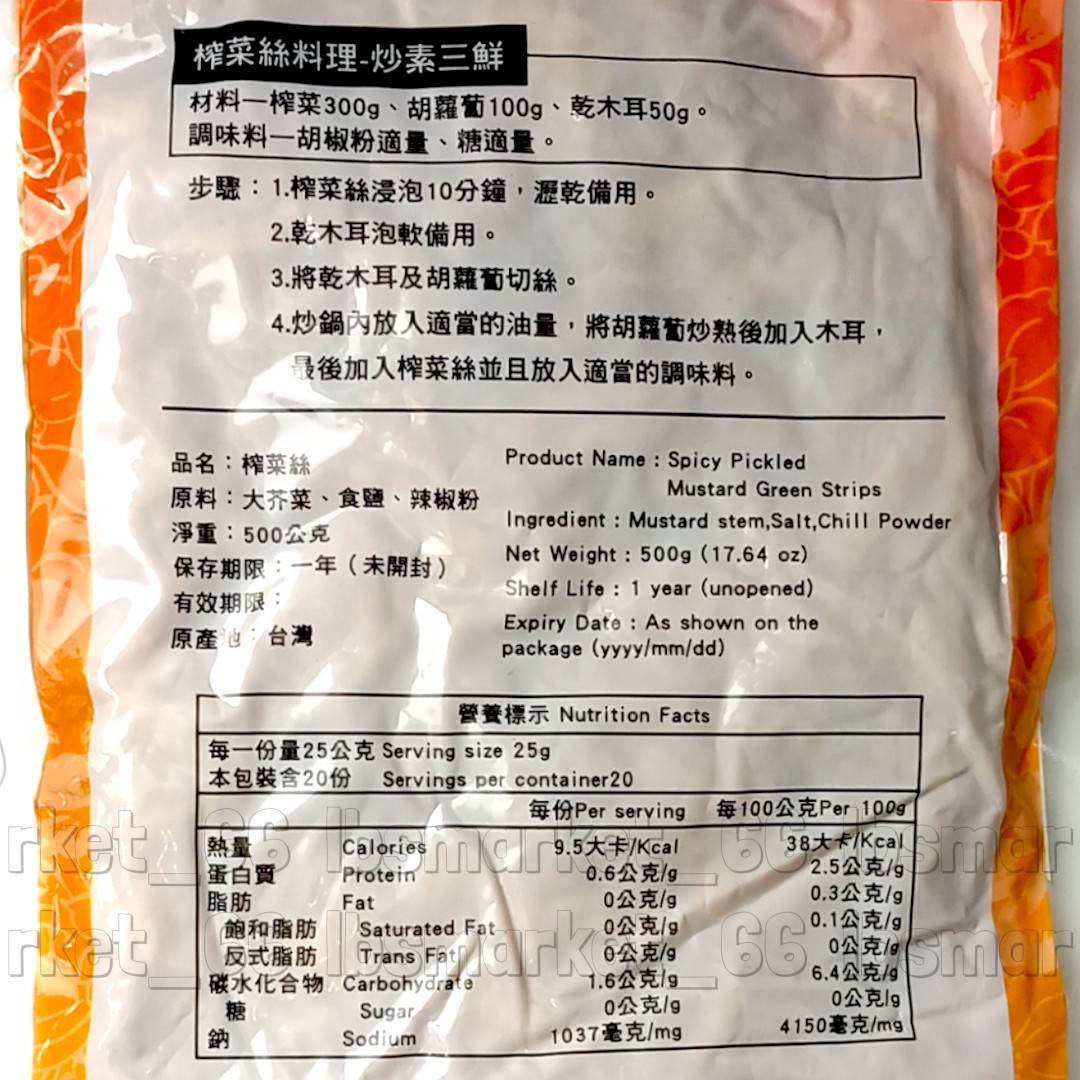 榨菜絲料理-炒素三鮮
材料一榨菜300g、胡蘿蔔100g、乾木耳50g。
調味料一胡椒粉適量、糖適量。
步驟：1.榨菜絲浸泡10分鐘，瀝乾備用。
2.乾木耳泡軟備用。
3.將乾木耳及胡蘿蔔切絲。
4.炒鍋內放入適當的油量，將胡蘿蔔炒熟後加入木耳，
最後加入榨菜絲並且放入適當的調味料。
品名：榨菜絲
原料：大芥菜、食鹽、辣椒粉
淨重：500公克
保存期限：一年（未開封）
有效期限：
原產地：台灣
Product Name : Spicy Pickled
Mustard Green Strips
Ingredient : Mustard stem,Salt,Chill Powder
Net Weight : 500g (17.64 oz)
Shelf Life : 1 year (unopened)
Expiry Date : As shown on the
package (yyyy/mm/dd)
營養標示 Nutrition Facts
每一份量25公克 Serving size 25g
本包裝含20份 Servings per container20
每份Per serving 每100公克Per 100g
熱量 Calories 9.5大卡/Kcal 38大卡/Kcal
蛋白質 Protein 0.6公克/g 2.5公克/g
脂肪 Fat 0公克/g 0.3公克/g
飽和脂肪 Saturated Fat 0公克/g 0.1公克/g
反式脂肪 Trans Fat 0公克/g 0公克/g
碳水化合物 Carbohydrate 1.6公克/g 6.4公克/g
糖 Sugar 0公克/g 0公克/g
鈉 Sodium 1037毫克/mg 4150毫克/mg
rket_66 lbsmarket_66 lbsmar
rket_66 lbsmarket_66 lbsmar